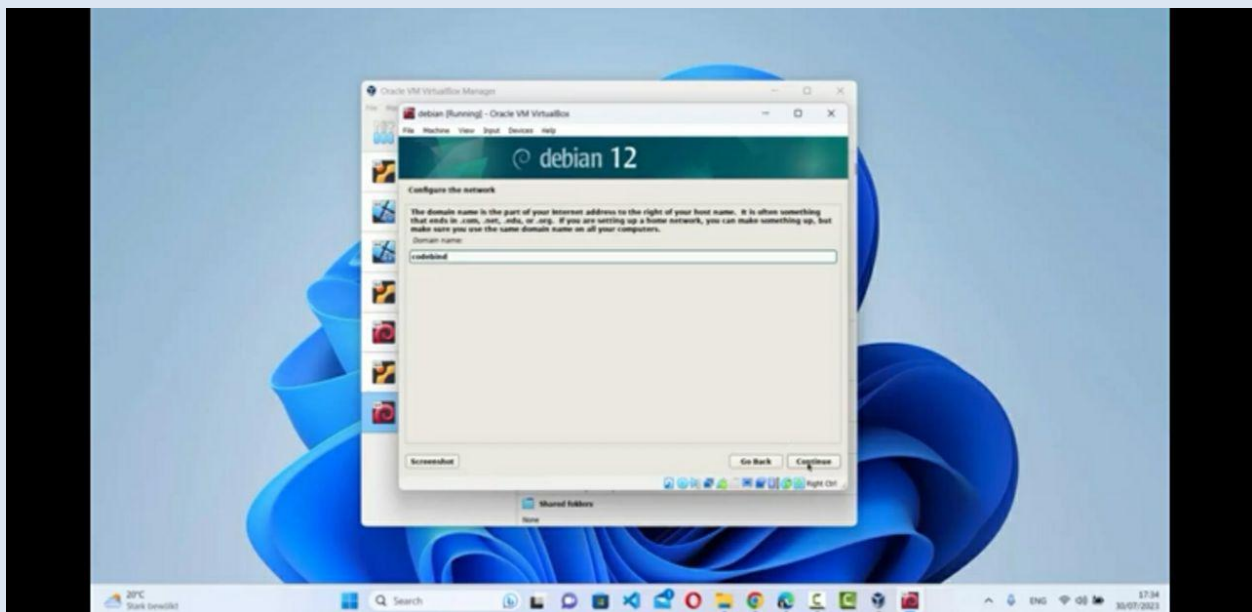 Oracle VM VirtualBox Manager
debian [Running] - Oracle VM VirtualBox
File Machine View Input Devices Help
debian 12
Configure the network
The domain name is the part of your Internet address to the right of your host name. It is often something
that ends in .com, .net, .edu, or .org. If you are setting up a home network, you can make something up, but
make sure you use the same domain name on all your computers.
Domain name:
codebind
Screenshot
Go Back
Continue
Right Ctrl
Shared folders
None
20°C
Stark bewölkt
Search
ENG
17:34